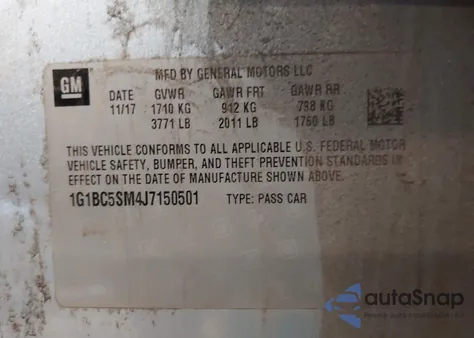 GM
MFD BY GENERAL MOTORS LLC
DATE GVWR GAWR FRT GAWR RR
11/17 1710 KG 912 KG 798 KG
3771 LB 2011 LB 1760 LB
THIS VEHICLE CONFORMS TO ALL APPLICABLE U.S. FEDERAL MOTOR
VEHICLE SAFETY, BUMPER, AND THEFT PREVENTION STANDARDS IN
EFFECT ON THE DATE OF MANUFACTURE SHOWN ABOVE.
1G1BC5SM4J7150501 TYPE: PASS CAR
autoSnap